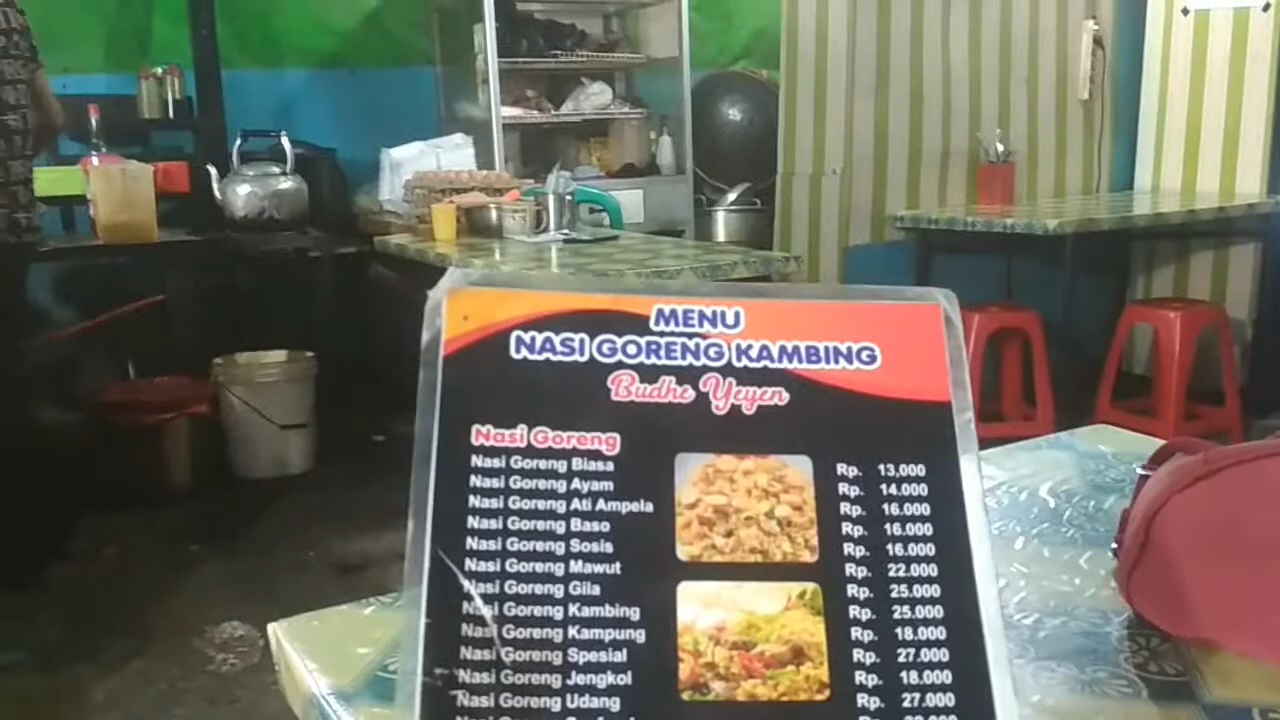 MENU
NASI GORENG KAMBING
Budhe Yeyen
Nasi Goreng
Nasi Goreng Biasa Rp. 13,000
Nasi Goreng Ayam Rp. 14.000
Nasi Goreng Ati Ampela Rp. 16.000
Nasi Goreng Baso Rp. 16.000
Nasi Goreng Sosis Rp. 16.000
Nasi Goreng Mawut Rp. 22.000
Nasi Goreng Gila Rp. 25.000
Nasi Goreng Kambing Rp. 25.000
Nasi Goreng Kampung Rp. 18.000
Nasi Goreng Spesial Rp. 27.000
Nasi Goreng Jengkol Rp. 18.000
Nasi Goreng Udang Rp. 27.000